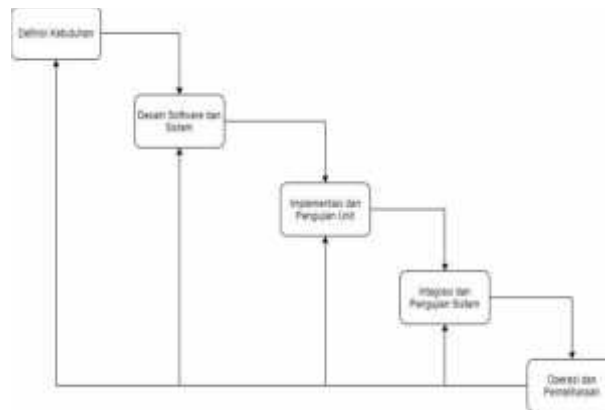 Definisi Kebutuhan
Desain Software dan
Sistem
Implementasi dan
Pengujian Unit
Integrasi dan
Pengujian Sistem
Operasi dan
Pemeliharaan